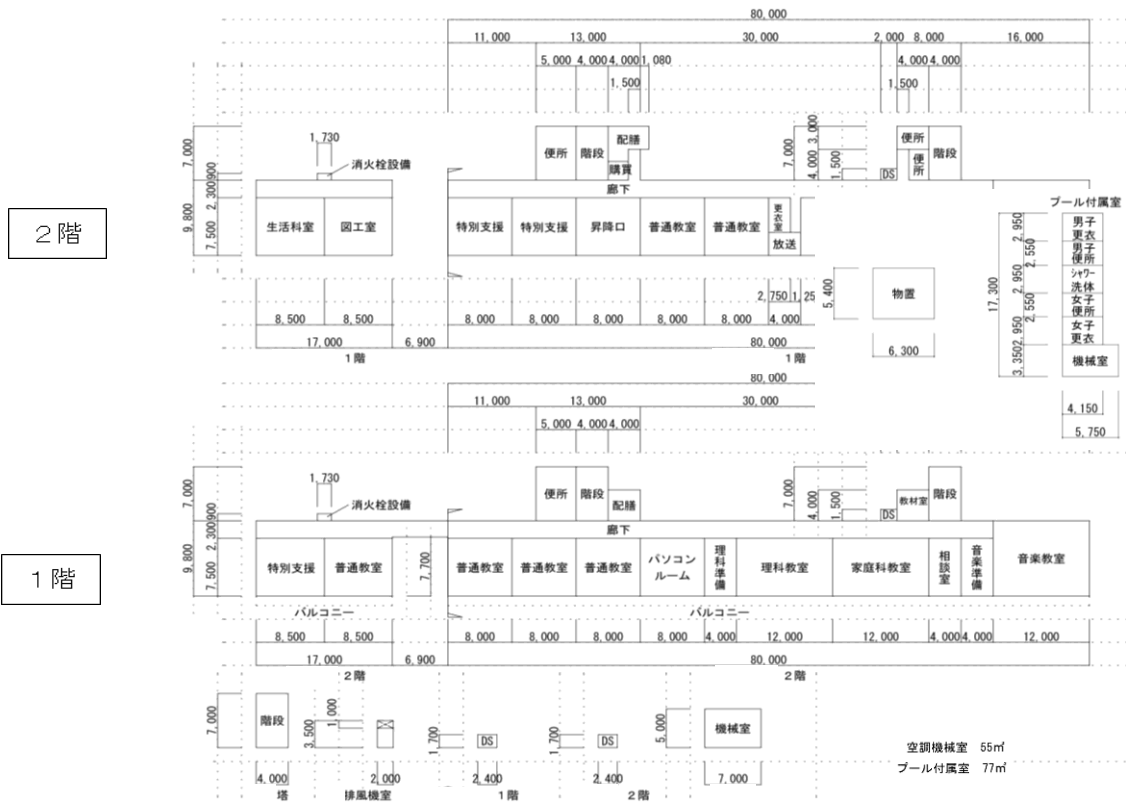 80,000
11,000 13,000 30,000 2,000 8,000 16,000
5,000 4,000 4,000 1,080 4,000 4,000
1,500 1,500
7,000 900 2,300 9,800 7,500
1,730
消火栓設備
便所 階段 配膳
購買
7,000 3,000 4,000 1,500
便所
便所 階段
DS
廊下
2階
生活科室 図工室 特別支援 特別支援 昇降口 普通教室 普通教室 更衣室
放送
プール付属室
男子更衣
男子便所
シャワー洗体
女子便所
女子更衣
機械室
2,950 2,550 2,950 2,550 2,950 3,350 17,300
4,150
5,750
物置
5,400
6,300
2,750 1,25
8,500 8,500 8,000 8,000 8,000 8,000 8,000 4,000
17,000 6,900 80,000
1階 1階
80,000
11,000 13,000 30,000
5,000 4,000 4,000
7,000 900 2,300 9,800 7,500
1,730
消火栓設備
便所 階段 配膳
7,000 4,000 1,500
DS 教材室 階段
廊下
1階
特別支援 普通教室 7,700 普通教室 普通教室 普通教室 パソコンルーム 理科準備 理科教室 家庭科教室 相談室 音楽準備 音楽教室
バルコニー バルコニー
8,500 8,500 8,000 8,000 8,000 8,000 4,000 12,000 12,000 4,000 4,000 12,000
17,000 6,900 80,000
2階 2階
7,000 階段 3,500 1,000 1,700 DS 1,700 DS 5,000 機械室
4,000 2,000 2,400 2,400 7,000
塔 排風機室 1階 2階
空調機械室 55㎡
プール付属室 77㎡